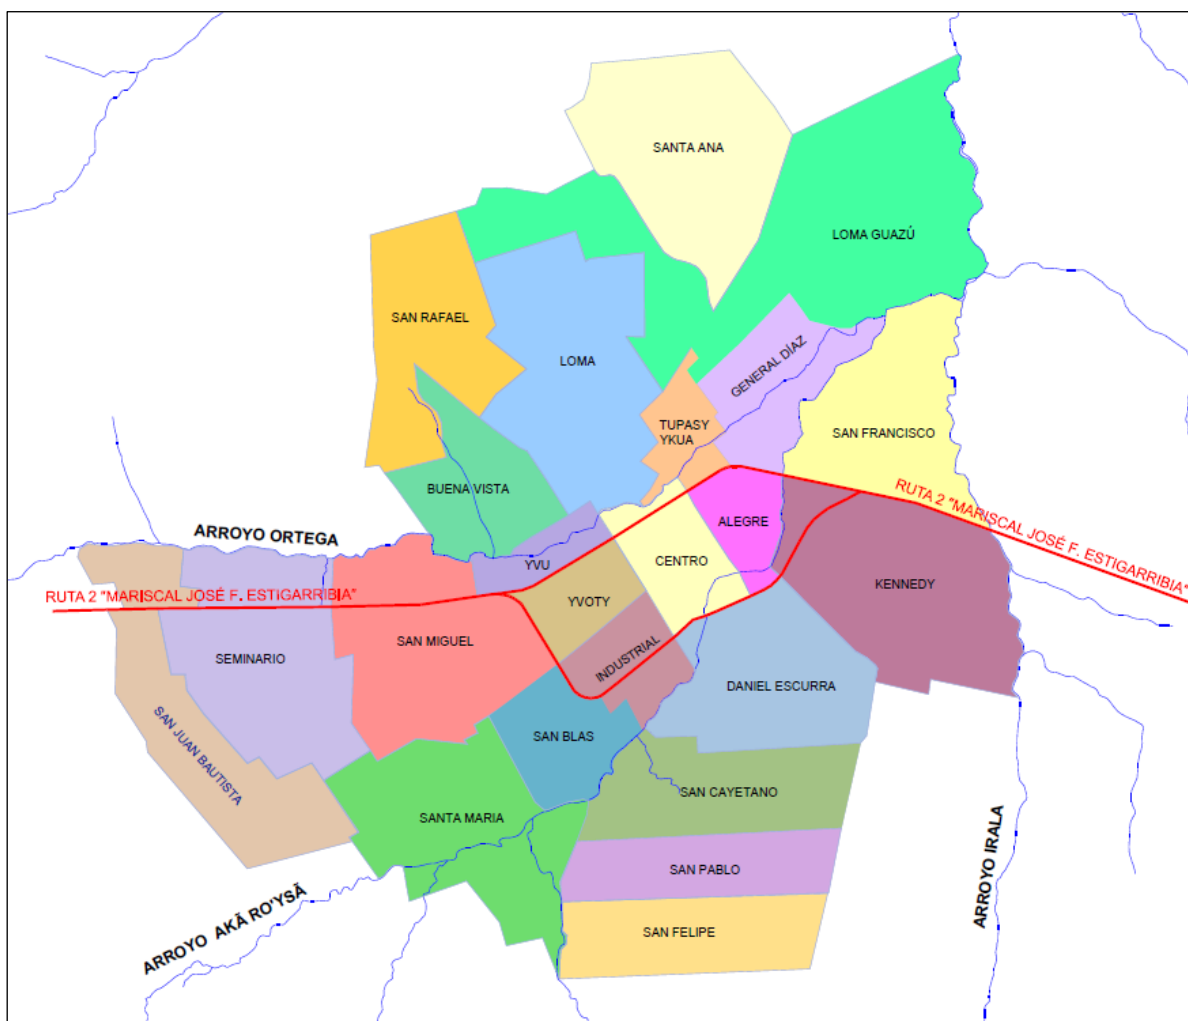 SANTA ANA
LOMA GUAZÚ
SAN RAFAEL
LOMA
GENERAL DÍAZ
TUPASY
YKUA
SAN FRANCISCO
BUENA VISTA
RUTA 2 "MARISCAL JOSÉ F. ESTIGARRIBIA"
ALEGRE
ARROYO ORTEGA
YVU
CENTRO
KENNEDY
RUTA 2 "MARISCAL JOSÉ F. ESTIGARRIBIA"
YVOTY
SAN MIGUEL
SEMINARIO
INDUSTRIAL
DANIEL ESCURRA
SAN JUAN BAUTISTA
SAN BLAS
SAN CAYETANO
SANTA MARIA
ARROYO IRALA
SAN PABLO
ARROYO AKÃ RO'YSÃ
SAN FELIPE